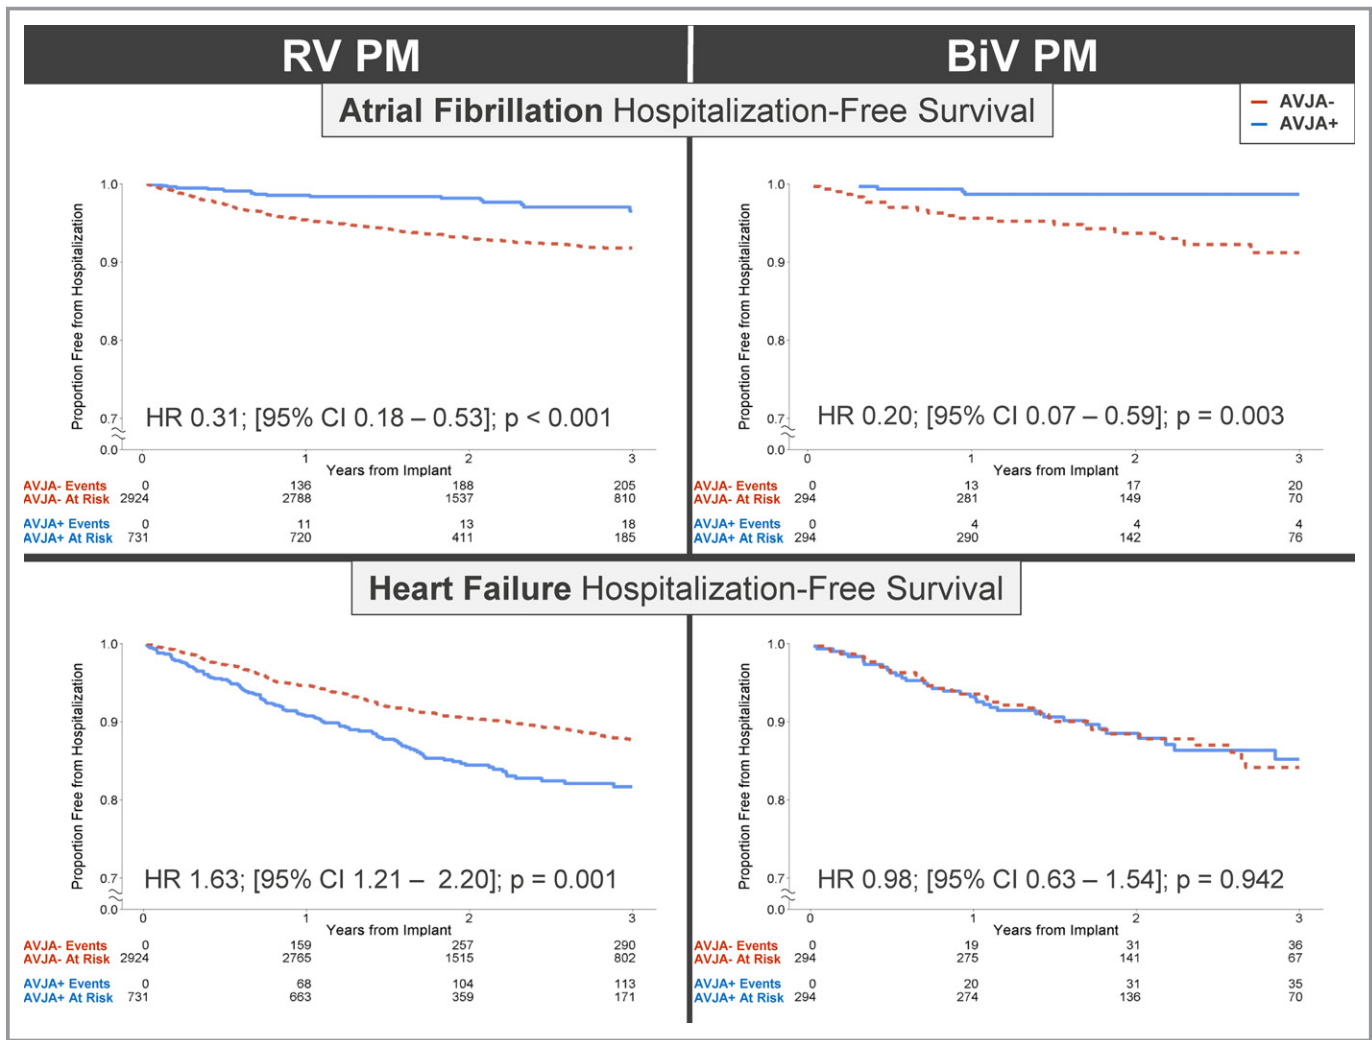 RV PM
BiV PM
Atrial Fibrillation Hospitalization-Free Survival
AVJA-
AVJA+
Proportion Free from Hospitalization
1.0
0.9
0.8
0.7
0.0
HR 0.31; [95% CI 0.18 – 0.53]; p < 0.001
0 1 2 3
Years from Implant
AVJA- Events 0 136 188 205
AVJA- At Risk 2924 2788 1537 810
AVJA+ Events 0 11 13 18
AVJA+ At Risk 731 720 411 185
Proportion Free from Hospitalization
1.0
0.9
0.8
0.7
0.0
HR 0.20; [95% CI 0.07 – 0.59]; p = 0.003
0 1 2 3
Years from Implant
AVJA- Events 0 13 17 20
AVJA- At Risk 294 281 149 70
AVJA+ Events 0 4 4 4
AVJA+ At Risk 294 290 142 76
Heart Failure Hospitalization-Free Survival
Proportion Free from Hospitalization
1.0
0.9
0.8
0.7
0.0
HR 1.63; [95% CI 1.21 – 2.20]; p = 0.001
0 1 2 3
Years from Implant
AVJA- Events 0 159 257 290
AVJA- At Risk 2924 2765 1515 802
AVJA+ Events 0 68 104 113
AVJA+ At Risk 731 663 359 171
Proportion Free from Hospitalization
1.0
0.9
0.8
0.7
0.0
HR 0.98; [95% CI 0.63 – 1.54]; p = 0.942
0 1 2 3
Years from Implant
AVJA- Events 0 19 31 36
AVJA- At Risk 294 275 141 67
AVJA+ Events 0 20 31 35
AVJA+ At Risk 294 274 136 70